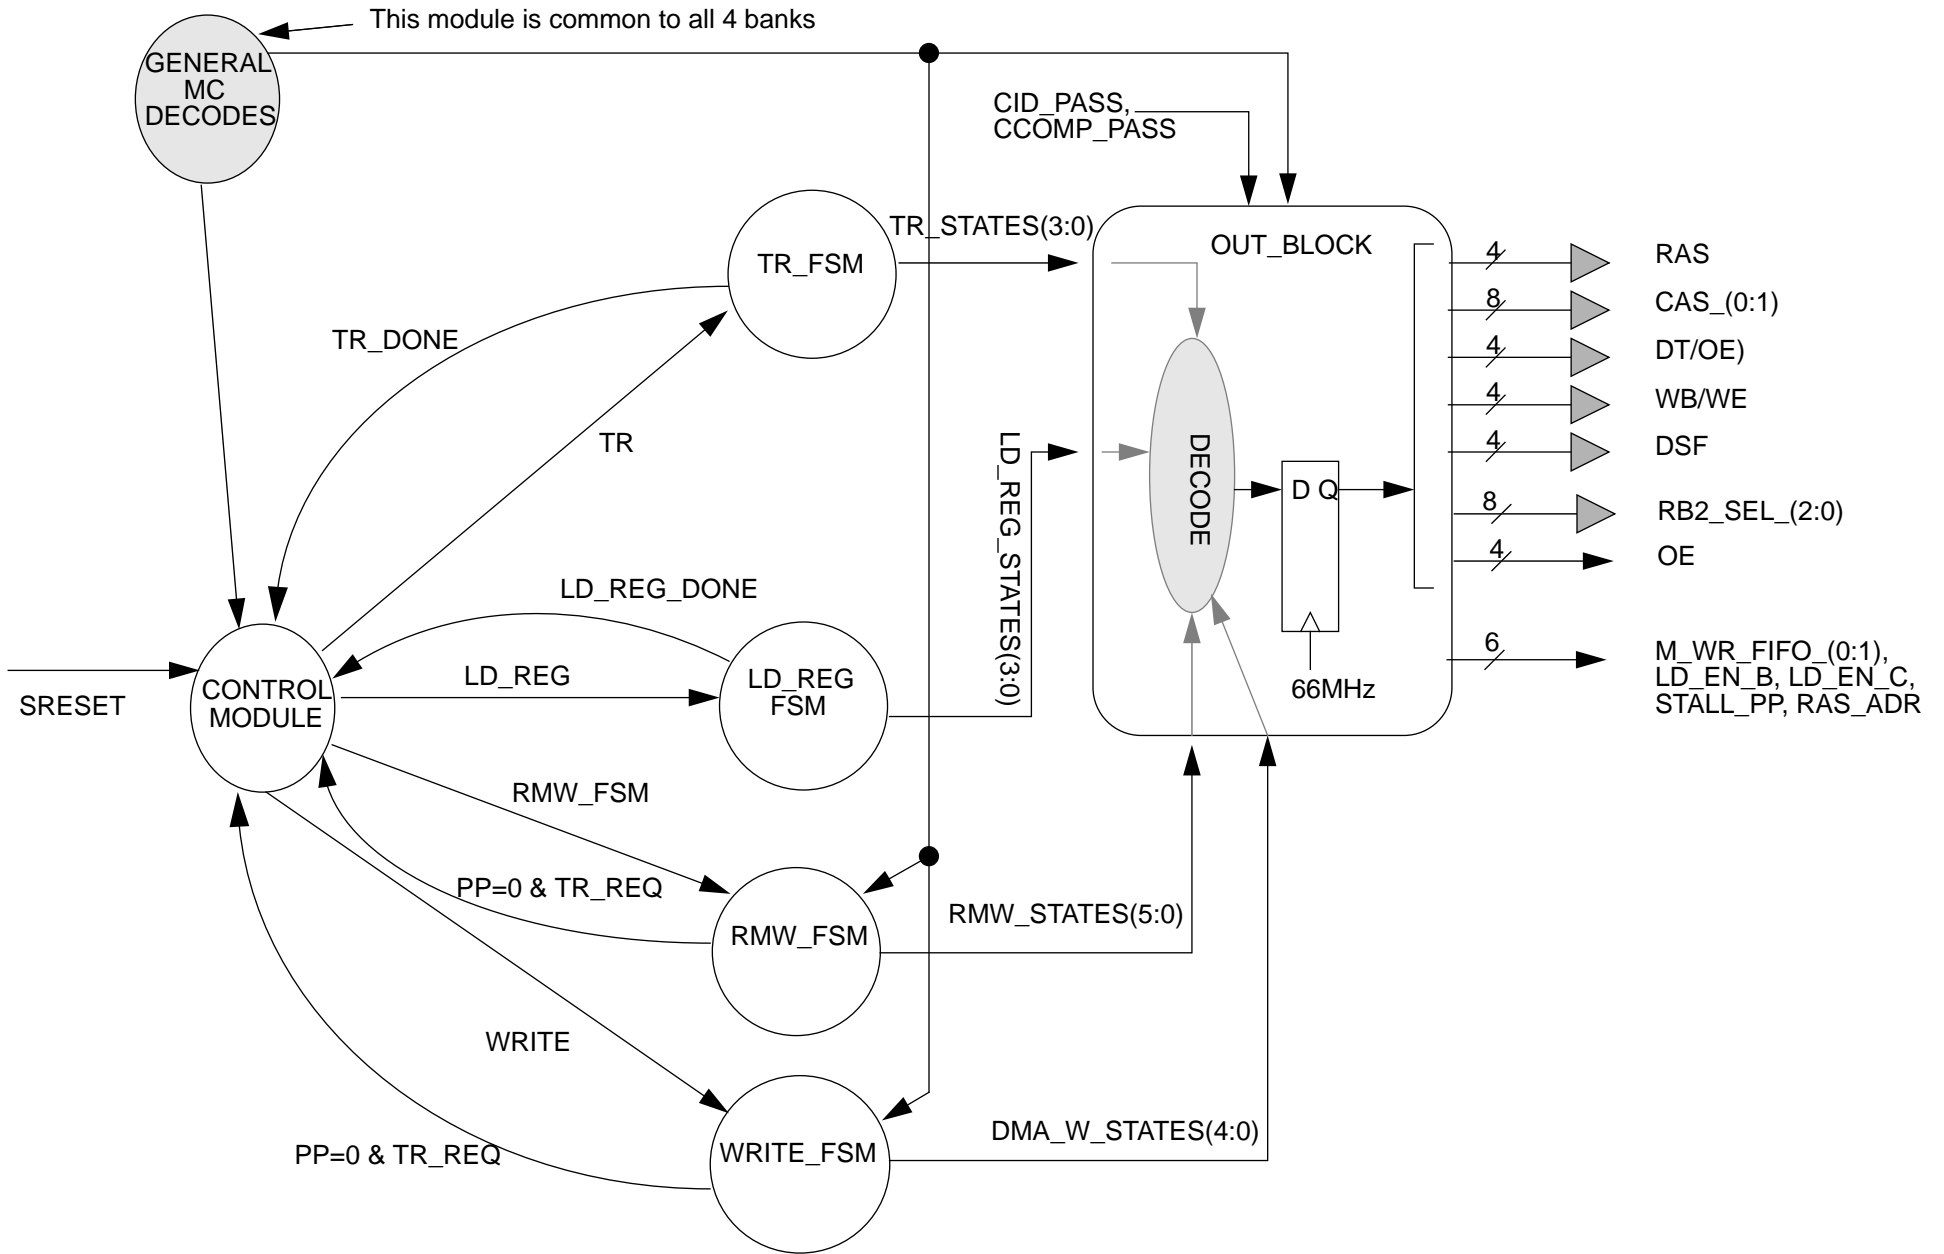 This module is common to all 4 banks
GENERAL
MC
DECODES
CID_PASS,
CCOMP_PASS
TR_STATES(3:0)
TR_FSM
OUT_BLOCK
4
RAS
8
CAS_(0:1)
TR_DONE
4
DT/OE)
4
WB/WE
TR
4
DSF
LD_REG_STATES(3:0)
DECODE
D Q
8
RB2_SEL_(2:0)
4
OE
LD_REG_DONE
LD_REG
LD_REG
FSM
66MHz
6
M_WR_FIFO_(0:1),
LD_EN_B, LD_EN_C,
STALL_PP, RAS_ADR
SRESET
CONTROL
MODULE
RMW_FSM
PP=0 & TR_REQ
RMW_FSM
RMW_STATES(5:0)
WRITE
PP=0 & TR_REQ
WRITE_FSM
DMA_W_STATES(4:0)